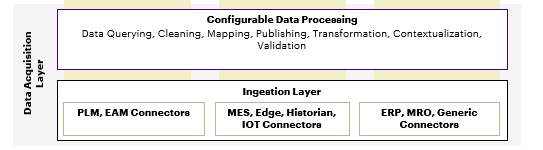 Data Acquisition
Layer
Configurable Data Processing
Data Querying, Cleaning, Mapping, Publishing, Transformation, Contextualization,
Validation
Ingestion Layer
PLM, EAM Connectors
MES, Edge, Historian,
IOT Connectors
ERP, MRO, Generic
Connectors